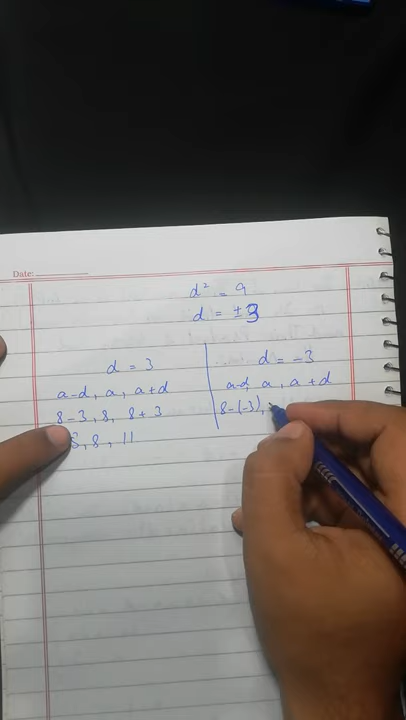 Date:
d² = 9
d = ±3
d = 3
a-d, a, a+d
8-3, 8, 8+3
5, 8, 11
d = -3
a-d, a, a+d
8-(-3),